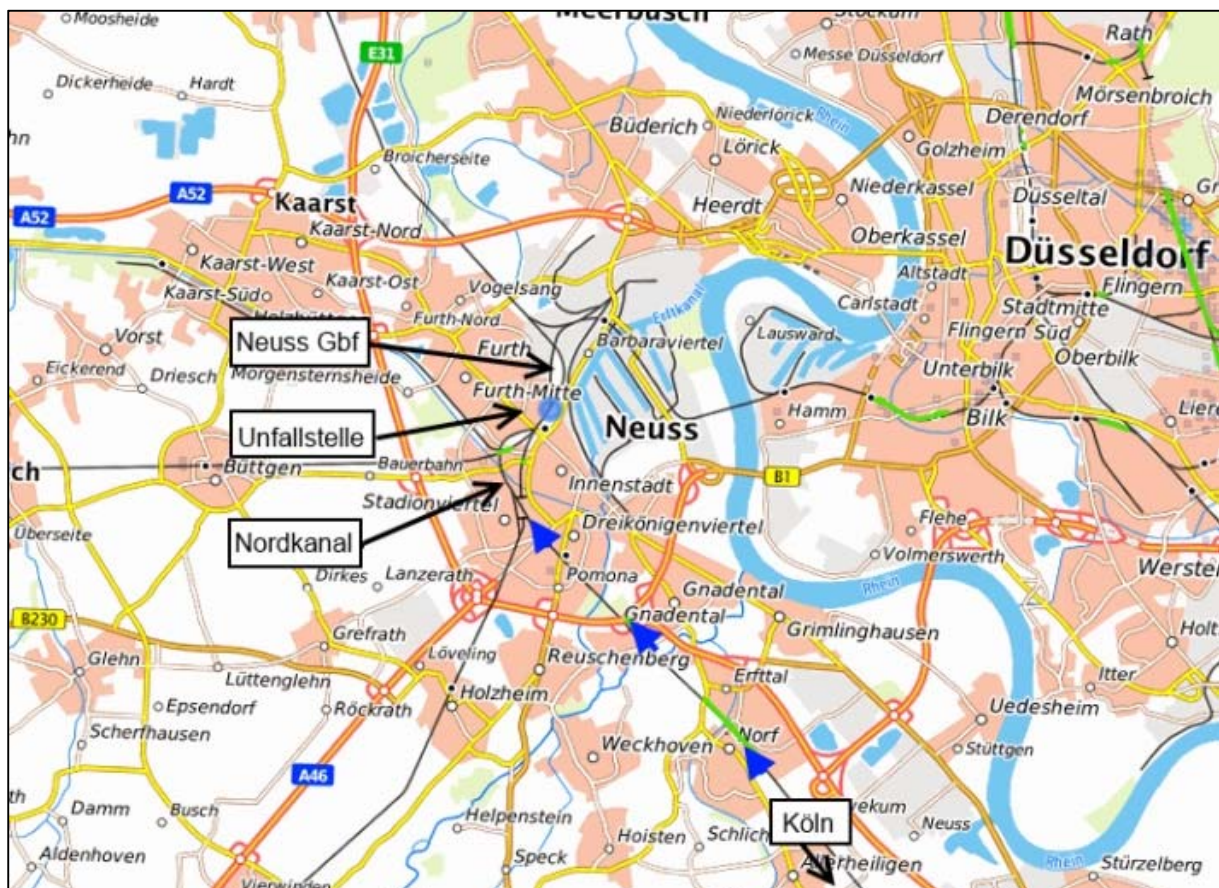 Meerbusch
Moosheide
Stockum
E31
Messe Düsseldorf
Rath
Dickerheide
Hardt
Mörsenbroich
Niederlörick
Rhein
Derendorf
Büderich
Golzheim
Broicherseite
Lörick
A52
A52
Niederkassel
Düsseltal
Kaarst
Heerdt
Kaarst-Nord
Oberkassel
Düsseldorf
Kaarst-West
Altstadt
Kaarst-Ost
Vogelsang
Flingern
Kaarst-Süd
Erftkanal
Carlstadt
Stadtmitte
Furth-Nord
Lausward
Flingern Süd
Vorst
Neuss Gbf
Furth
Barbaraviertel
Oberbilk
Eickerend
Driesch
Morgensternsheide
Unterbilk
Furth-Mitte
Hamm
Bilk
Unfallstelle
Neuss
ch
Büttgen
Bauerbahn
Innenstadt
B1
Stadionviertel
Nordkanal
Dreikönigenviertel
Flehe
Überseite
Volmerswerth
Dirkes
Lanzerath
Pomona
Rhein
Gnadental
B230
Gnadental
Grimlinghausen
Grefrath
Glehn
Löveling
Reuschenberg
Lüttenglehn
Erfttal
Itter
Epsendorf
Röckrath
Holzheim
Uedesheim
Scherfhausen
Norf
Weckhoven
Stüttgen
A46
Damm
Busch
Köln
Helpenstein
Neuss
Hoisten
Aldenhoven
Speck
Allerheiligen
Rhein
Stürzelberg
Vierwinden